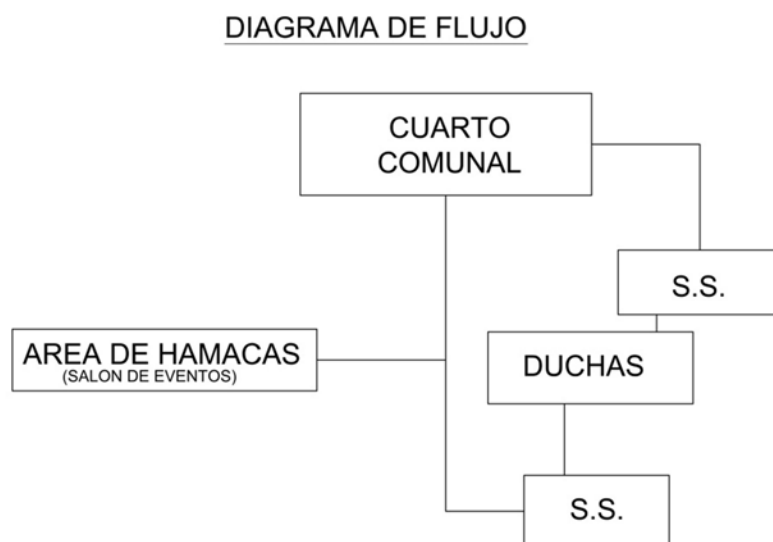 DIAGRAMA DE FLUJO
CUARTO
COMUNAL
S.S.
AREA DE HAMACAS
(SALON DE EVENTOS)
DUCHAS
S.S.